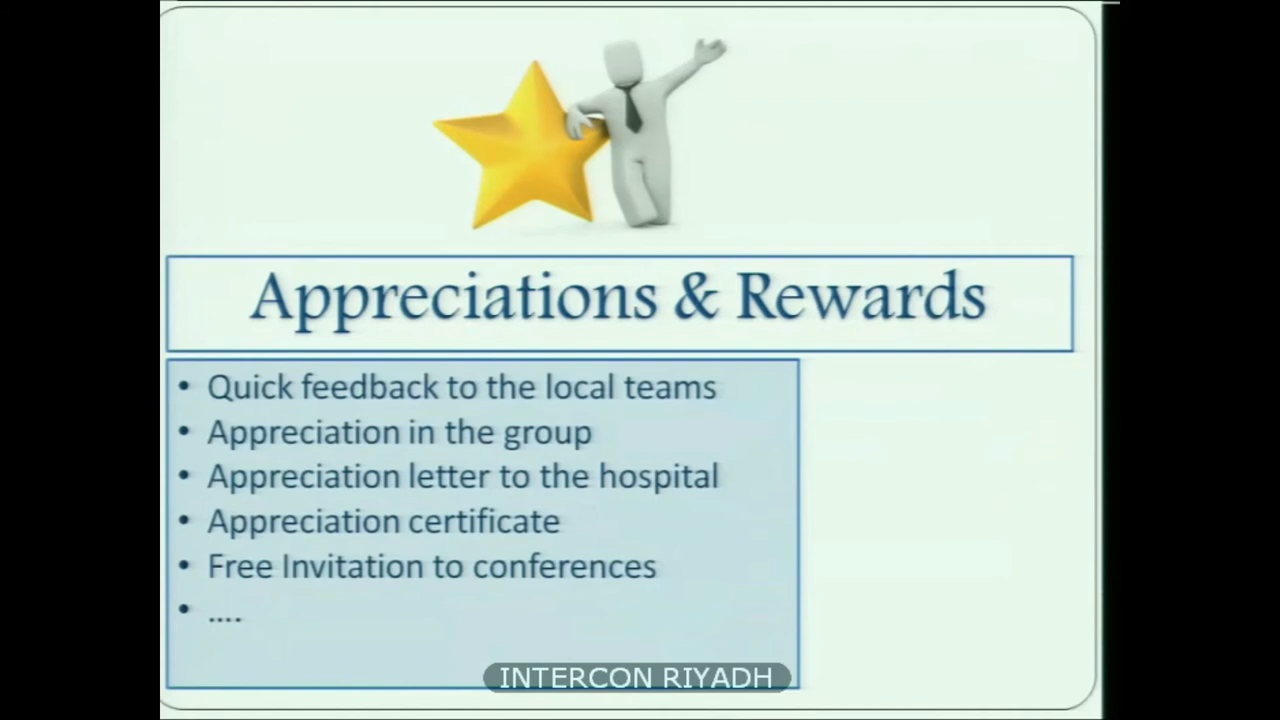 Appreciations & Rewards
• Quick feedback to the local teams
• Appreciation in the group
• Appreciation letter to the hospital
• Appreciation certificate
• Free Invitation to conferences
• ....
INTERCON RIYADH